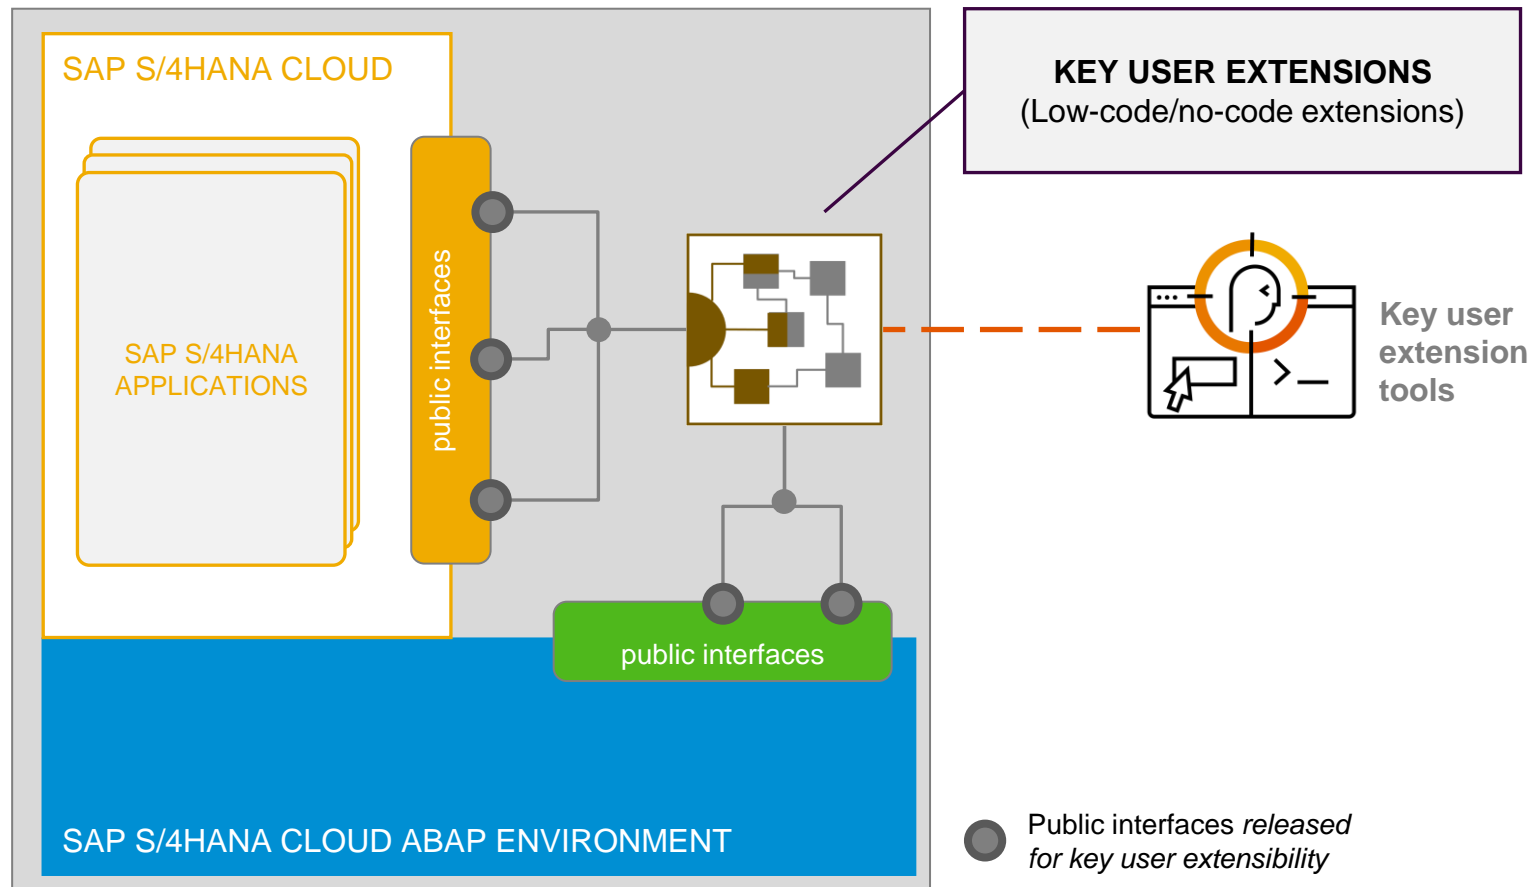 SAP S/4HANA CLOUD
SAP S/4HANA
APPLICATIONS
public interfaces
KEY USER EXTENSIONS
(Low-code/no-code extensions)
Key user
extension
tools
public interfaces
SAP S/4HANA CLOUD ABAP ENVIRONMENT
Public interfaces released
for key user extensibility